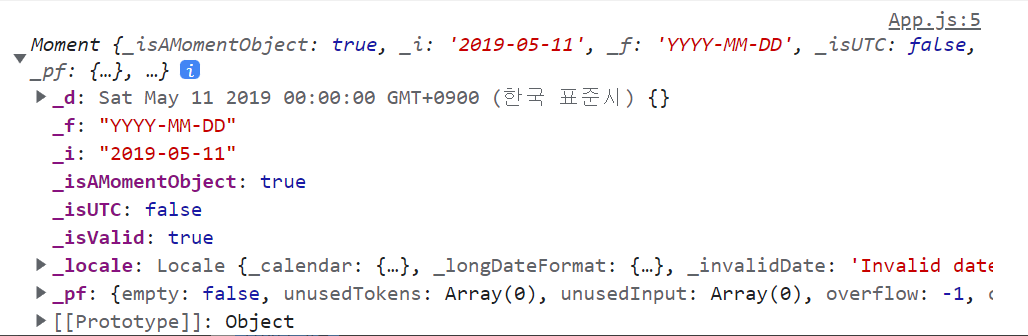 App.js:5
Moment {_isAMomentObject: true, _i: '2019-05-11', _f: 'YYYY-MM-DD', _isUTC: false,
_pf: {…}, …} i
_d: Sat May 11 2019 00:00:00 GMT+0900 (한국 표준시) {}
_f: "YYYY-MM-DD"
_i: "2019-05-11"
_isAMomentObject: true
_isUTC: false
_isValid: true
_locale: Locale {_calendar: {…}, _longDateFormat: {…}, _invalidDate: 'Invalid date
_pf: {empty: false, unusedTokens: Array(0), unusedInput: Array(0), overflow: -1,
[[Prototype]]: Object